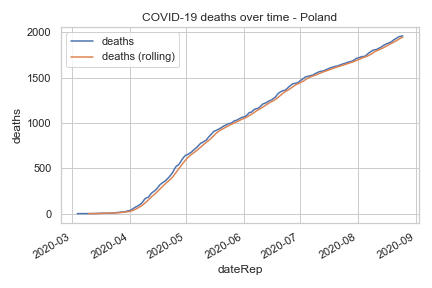 COVID-19 deaths over time - Poland
deaths
deaths (rolling)
2000
1500
1000
500
0
deaths
2020-03
2020-04
2020-05
2020-06
2020-07
2020-08
2020-09
dateRep